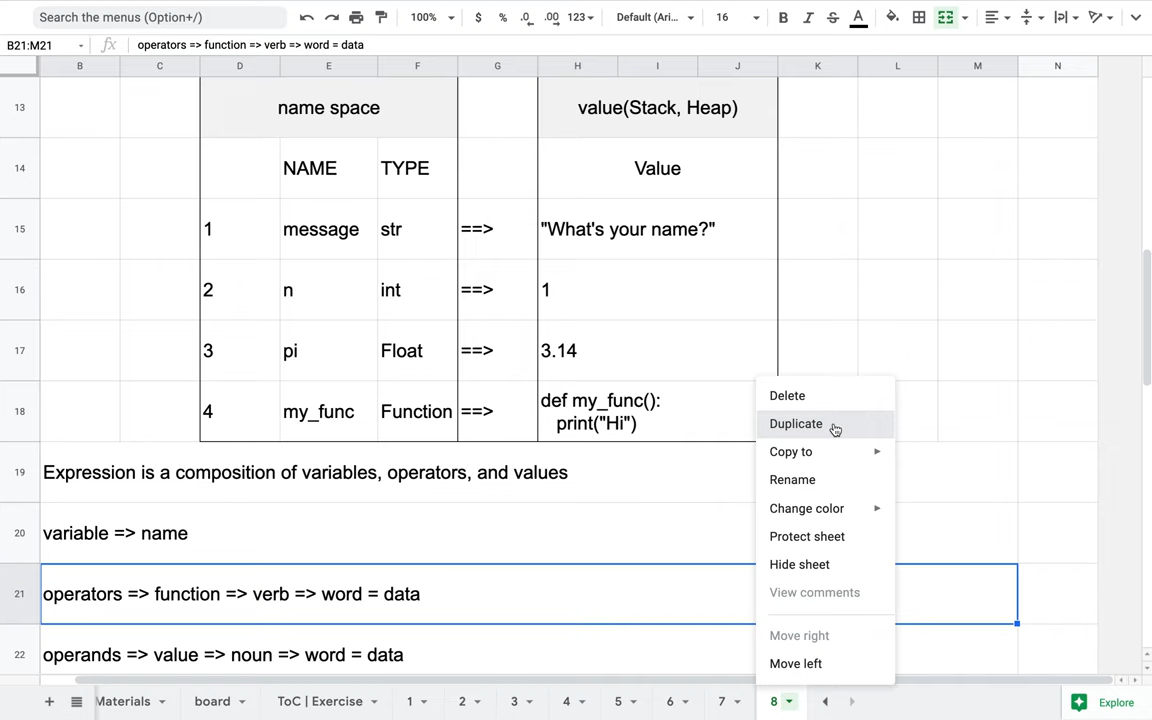 Search the menus (Option+/) 100% $ % .0 .00 123 Default (Ari... 16 B I S A
B21:M21 fx operators => function => verb => word = data
B C D E F G H I J K L M N
13 name space value(Stack, Heap)
14 NAME TYPE Value
15 1 message str ==> "What's your name?"
16 2 n int ==> 1
17 3 pi Float ==> 3.14
18 4 my_func Function ==> def my_func():
print("Hi")
19 Expression is a composition of variables, operators, and values
20 variable => name
21 operators => function => verb => word = data
22 operands => value => noun => word = data
Delete
Duplicate
Copy to
Rename
Change color
Protect sheet
Hide sheet
View comments
Move right
Move left
+ Materials board ToC | Exercise 1 2 3 4 5 6 7 8 Explore